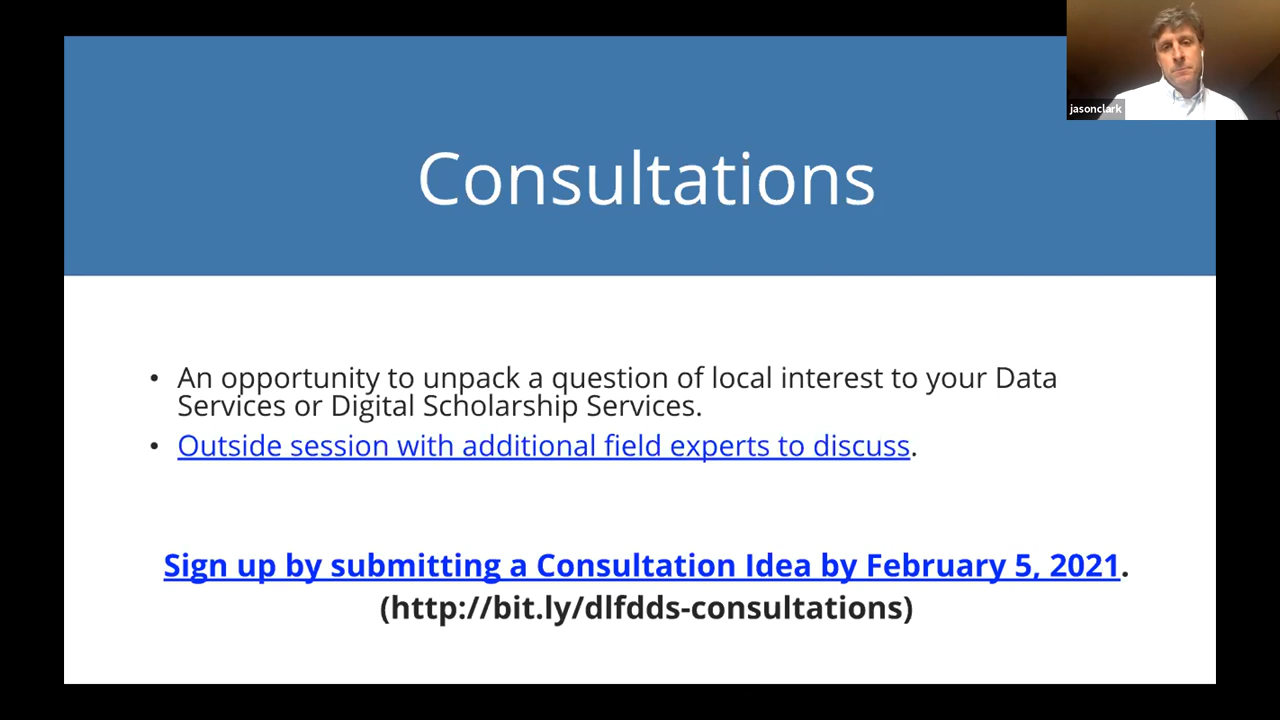 jasonclark
Consultations
• An opportunity to unpack a question of local interest to your Data
Services or Digital Scholarship Services.
• Outside session with additional field experts to discuss.
Sign up by submitting a Consultation Idea by February 5, 2021.
(http://bit.ly/dlfdds-consultations)